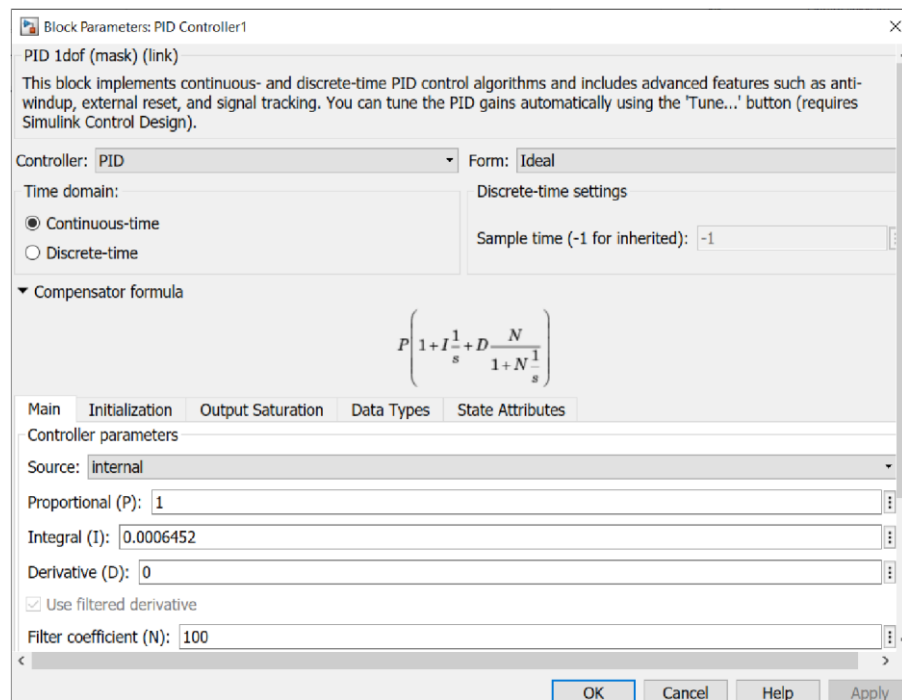 Block Parameters: PID Controller1
PID 1dof (mask) (link)
This block implements continuous- and discrete-time PID control algorithms and includes advanced features such as anti-
windup, external reset, and signal tracking. You can tune the PID gains automatically using the 'Tune...' button (requires
Simulink Control Design).
Controller: PID Form: Ideal
Time domain:
Discrete-time settings
Continuous-time
Sample time (-1 for inherited): -1
Discrete-time
Compensator formula
P(1+I1/s+DN/(1+N1/s))
Main Initialization Output Saturation Data Types State Attributes
Controller parameters
Source: internal
Proportional (P): 1
Integral (I): 0.0006452
Derivative (D): 0
Use filtered derivative
Filter coefficient (N): 100
OK Cancel Help Apply